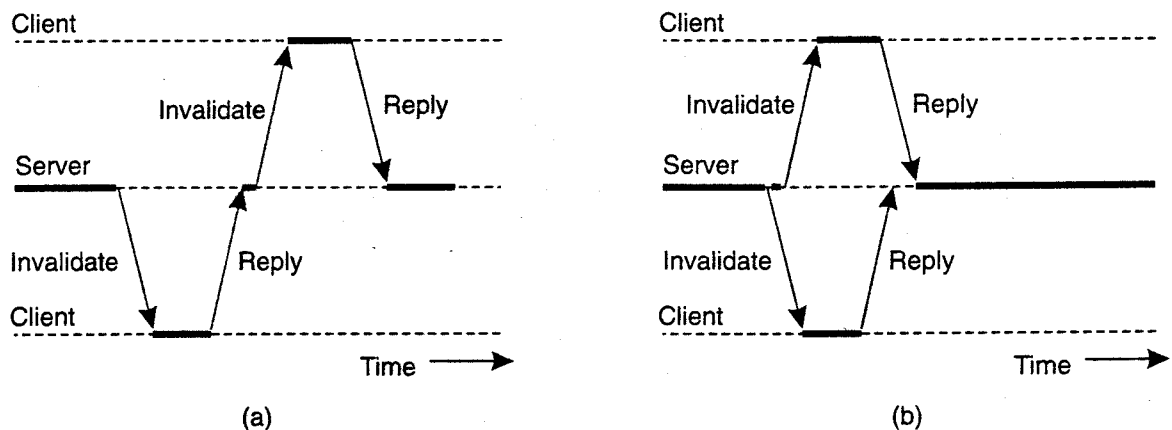 Client
Invalidate
Reply
Server
Invalidate
Reply
Client
Time
(a)
Client
Invalidate
Reply
Server
Invalidate
Reply
Client
Time
(b)